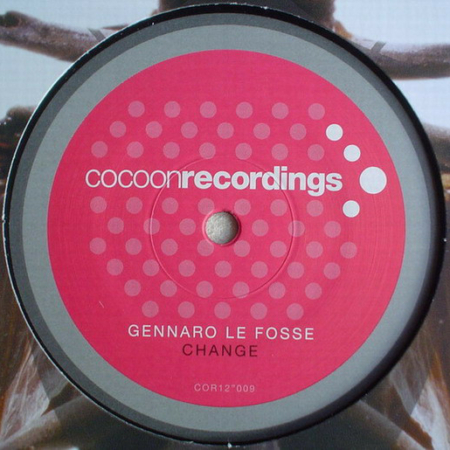 cocoonrecordings
GENNARO LE FOSSE
CHANGE
COR12"009